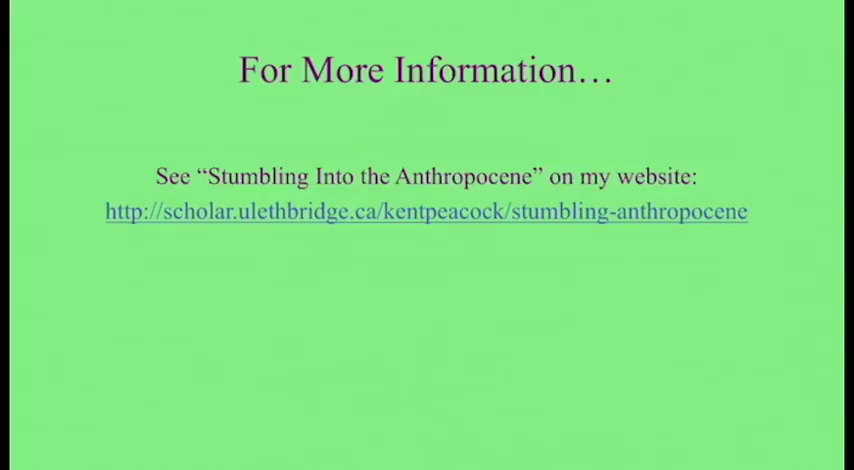 For More Information…
See “Stumbling Into the Anthropocene” on my website:
http://scholar.ulethbridge.ca/kentpeacock/stumbling-anthropocene